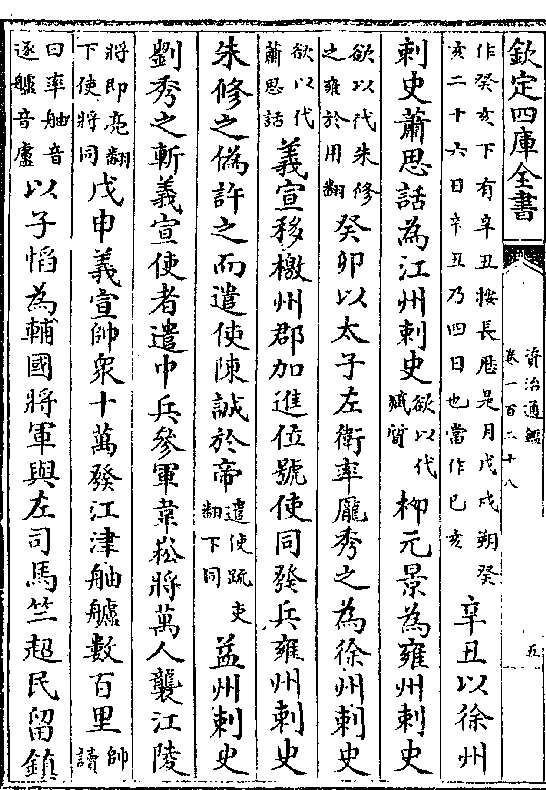 欽定四庫全書
資治通鑑
卷一百二十八
五
作癸亥下有辛丑按長厯是月戊戌朔癸
亥二十六日辛丑乃四日也當作己亥
辛丑以徐州
刺史蕭思話為江州刺史
欲以代
臧質
柳元景為雍州刺史
欲以代朱修
之雍於用翻
癸卯以太子左衛率龐秀之為徐州刺史
欲以代
蕭思話
義宣移檄州郡加進位號使同發兵雍州刺史
朱修之偽許之而遣使陳誠於帝
遣使疏吏
翻下同
益州刺史
劉秀之斬義宣使者遣中兵參軍韋崧將萬人襲江陵
將即亮翻
下使將同
戊申義宣帥衆十萬發江津舳艫數百里
帥
讀
曰率舳音
逐艫音盧
以子慆為輔國將軍與左司馬竺超民留鎮